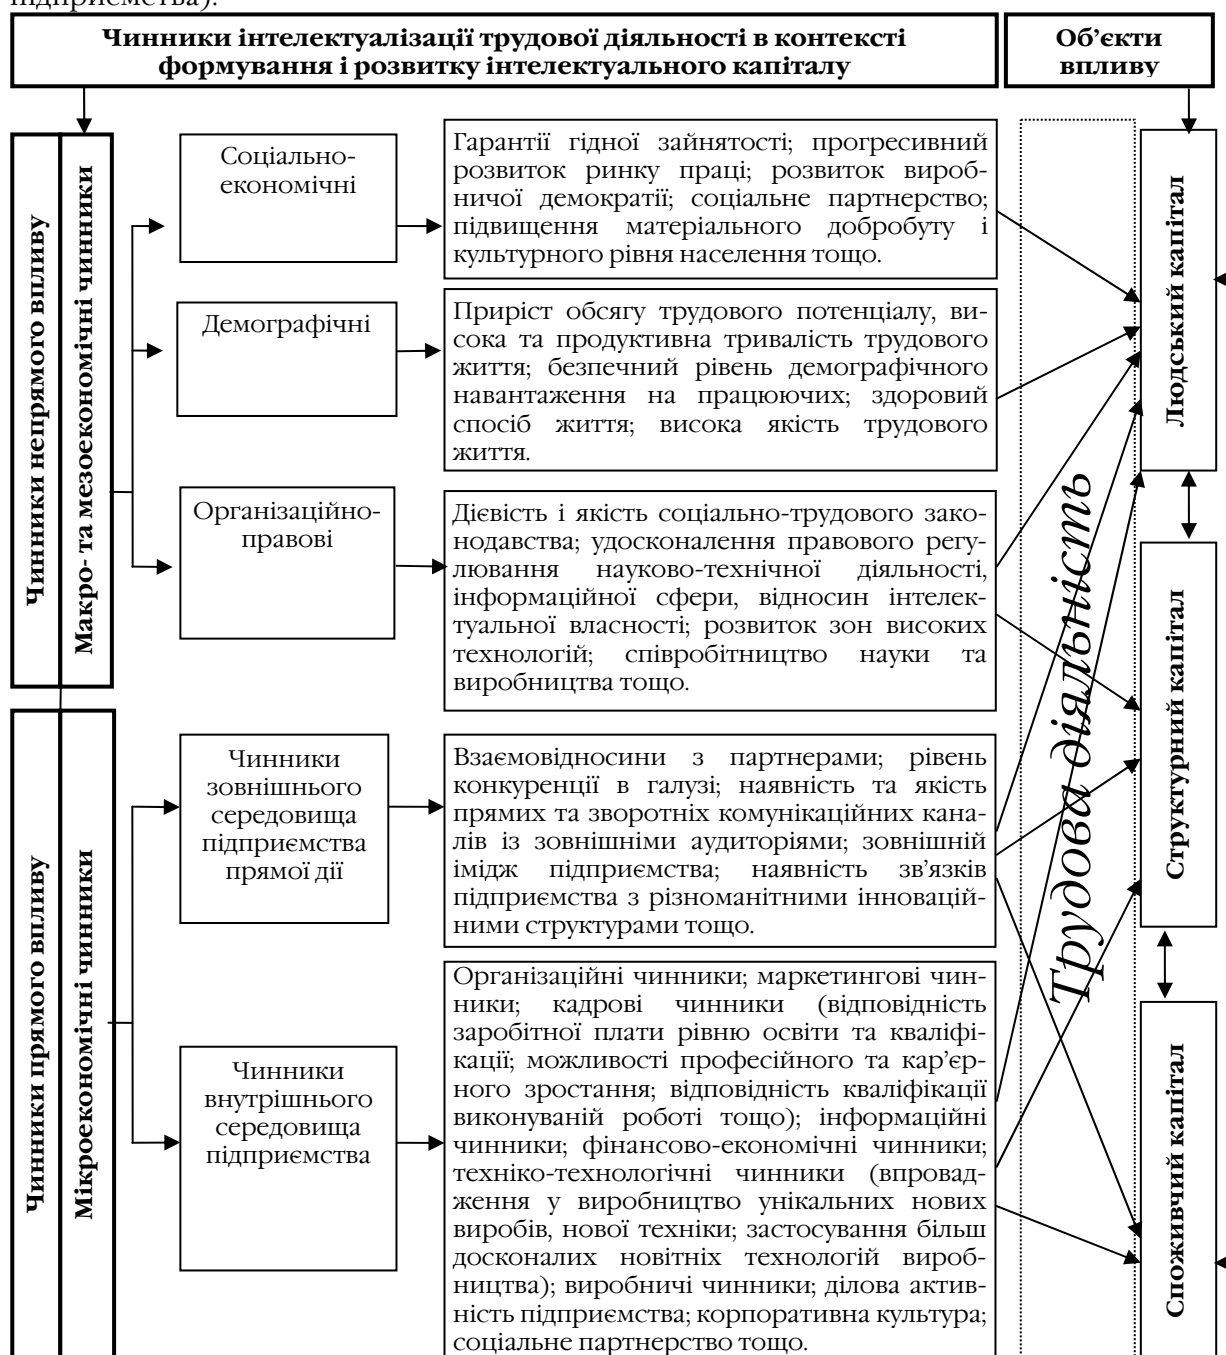 підприємства).
Чинники інтелектуалізації трудової діяльності в контексті
формування і розвитку інтелектуального капіталу
Об’єкти
впливу
Чинники непрямого впливу
Макро- та мезоекономічні чинники
Соціально-
економічні
Гарантії гідної зайнятості; прогресивний
розвиток ринку праці; розвиток вироб-
ничої демократії; соціальне партнерство;
підвищення матеріального добробуту і
культурного рівня населення тощо.
Демографічні
Приріст обсягу трудового потенціалу, ви-
сока та продуктивна тривалість трудового
життя; безпечний рівень демографічного
навантаження на працюючих; здоровий
спосіб життя; висока якість трудового
життя.
Організаційно-
правові
Дієвість і якість соціально-трудового зако-
нодавства; удосконалення правового регу-
лювання науково-технічної діяльності,
інформаційної сфери, відносин інтелек-
туальної власності; розвиток зон високих
технологій; співробітництво науки та
виробництва тощо.
Чинники прямого впливу
Мікроекономічні чинники
Чинники
зовнішнього
середовища
підприємства
прямої дії
Взаємовідносини з партнерами; рівень
конкуренції в галузі; наявність та якість
прямих та зворотніх комунікаційних кана-
лів із зовнішніми аудиторіями; зовнішній
імідж підприємства; наявність зв’язків
підприємства з різноманітними інновацій-
ними структурами тощо.
Чинники
внутрішнього
середовища
підприємства
Організаційні чинники; маркетингові чин-
ники; кадрові чинники (відповідність
заробітної плати рівню освіти та кваліфі-
кації; можливості професійного та кар’єр-
ного зростання; відповідність кваліфікації
виконуваній роботі тощо); інформаційні
чинники; фінансово-економічні чинники;
техніко-технологічні чинники (впровад-
ження у виробництво унікальних нових
виробів, нової техніки; застосування більш
досконалих новітніх технологій вироб-
ництва); виробничі чинники; ділова актив-
ність підприємства; корпоративна культура;
соціальне партнерство тощо.
Трудова діяльність
Людський капітал
Структурний капітал
Споживчий капітал